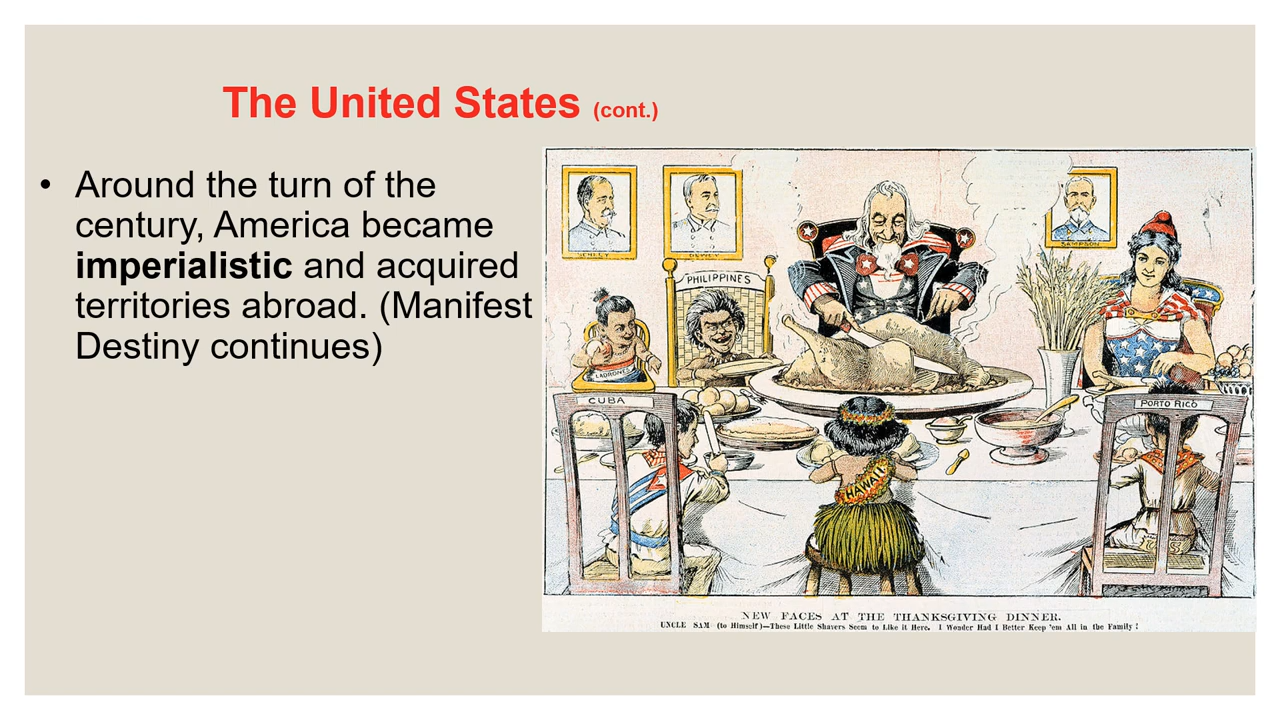 The United States (cont.)
• Around the turn of the
century, America became
imperialistic and acquired
territories abroad. (Manifest
Destiny continues)
DEWEY
SAMPSON
PHILIPPINES
LADRONES
CUBA
PORTO RICO
HAWAII
NEW FACES AT THE THANKSGIVING DINNER.
UNCLE SAM (to Himself)—These Little Shavers Seem to Like it Here. I Wonder Had I Better Keep 'em All in the Family!